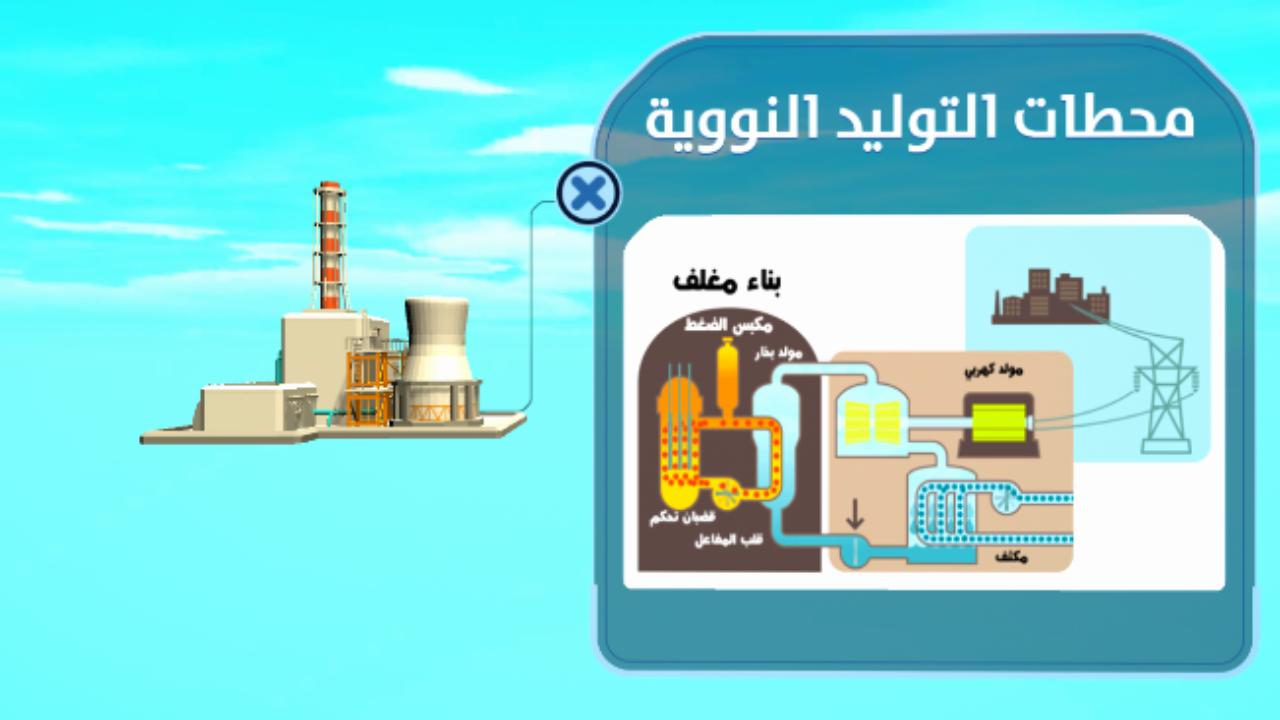 محطات التوليد النووية
بناء مغلف
مكبس الضغط
مولد بخار
مولد كهربي
قضبان تحكم
قلب المفاعل
مكثف